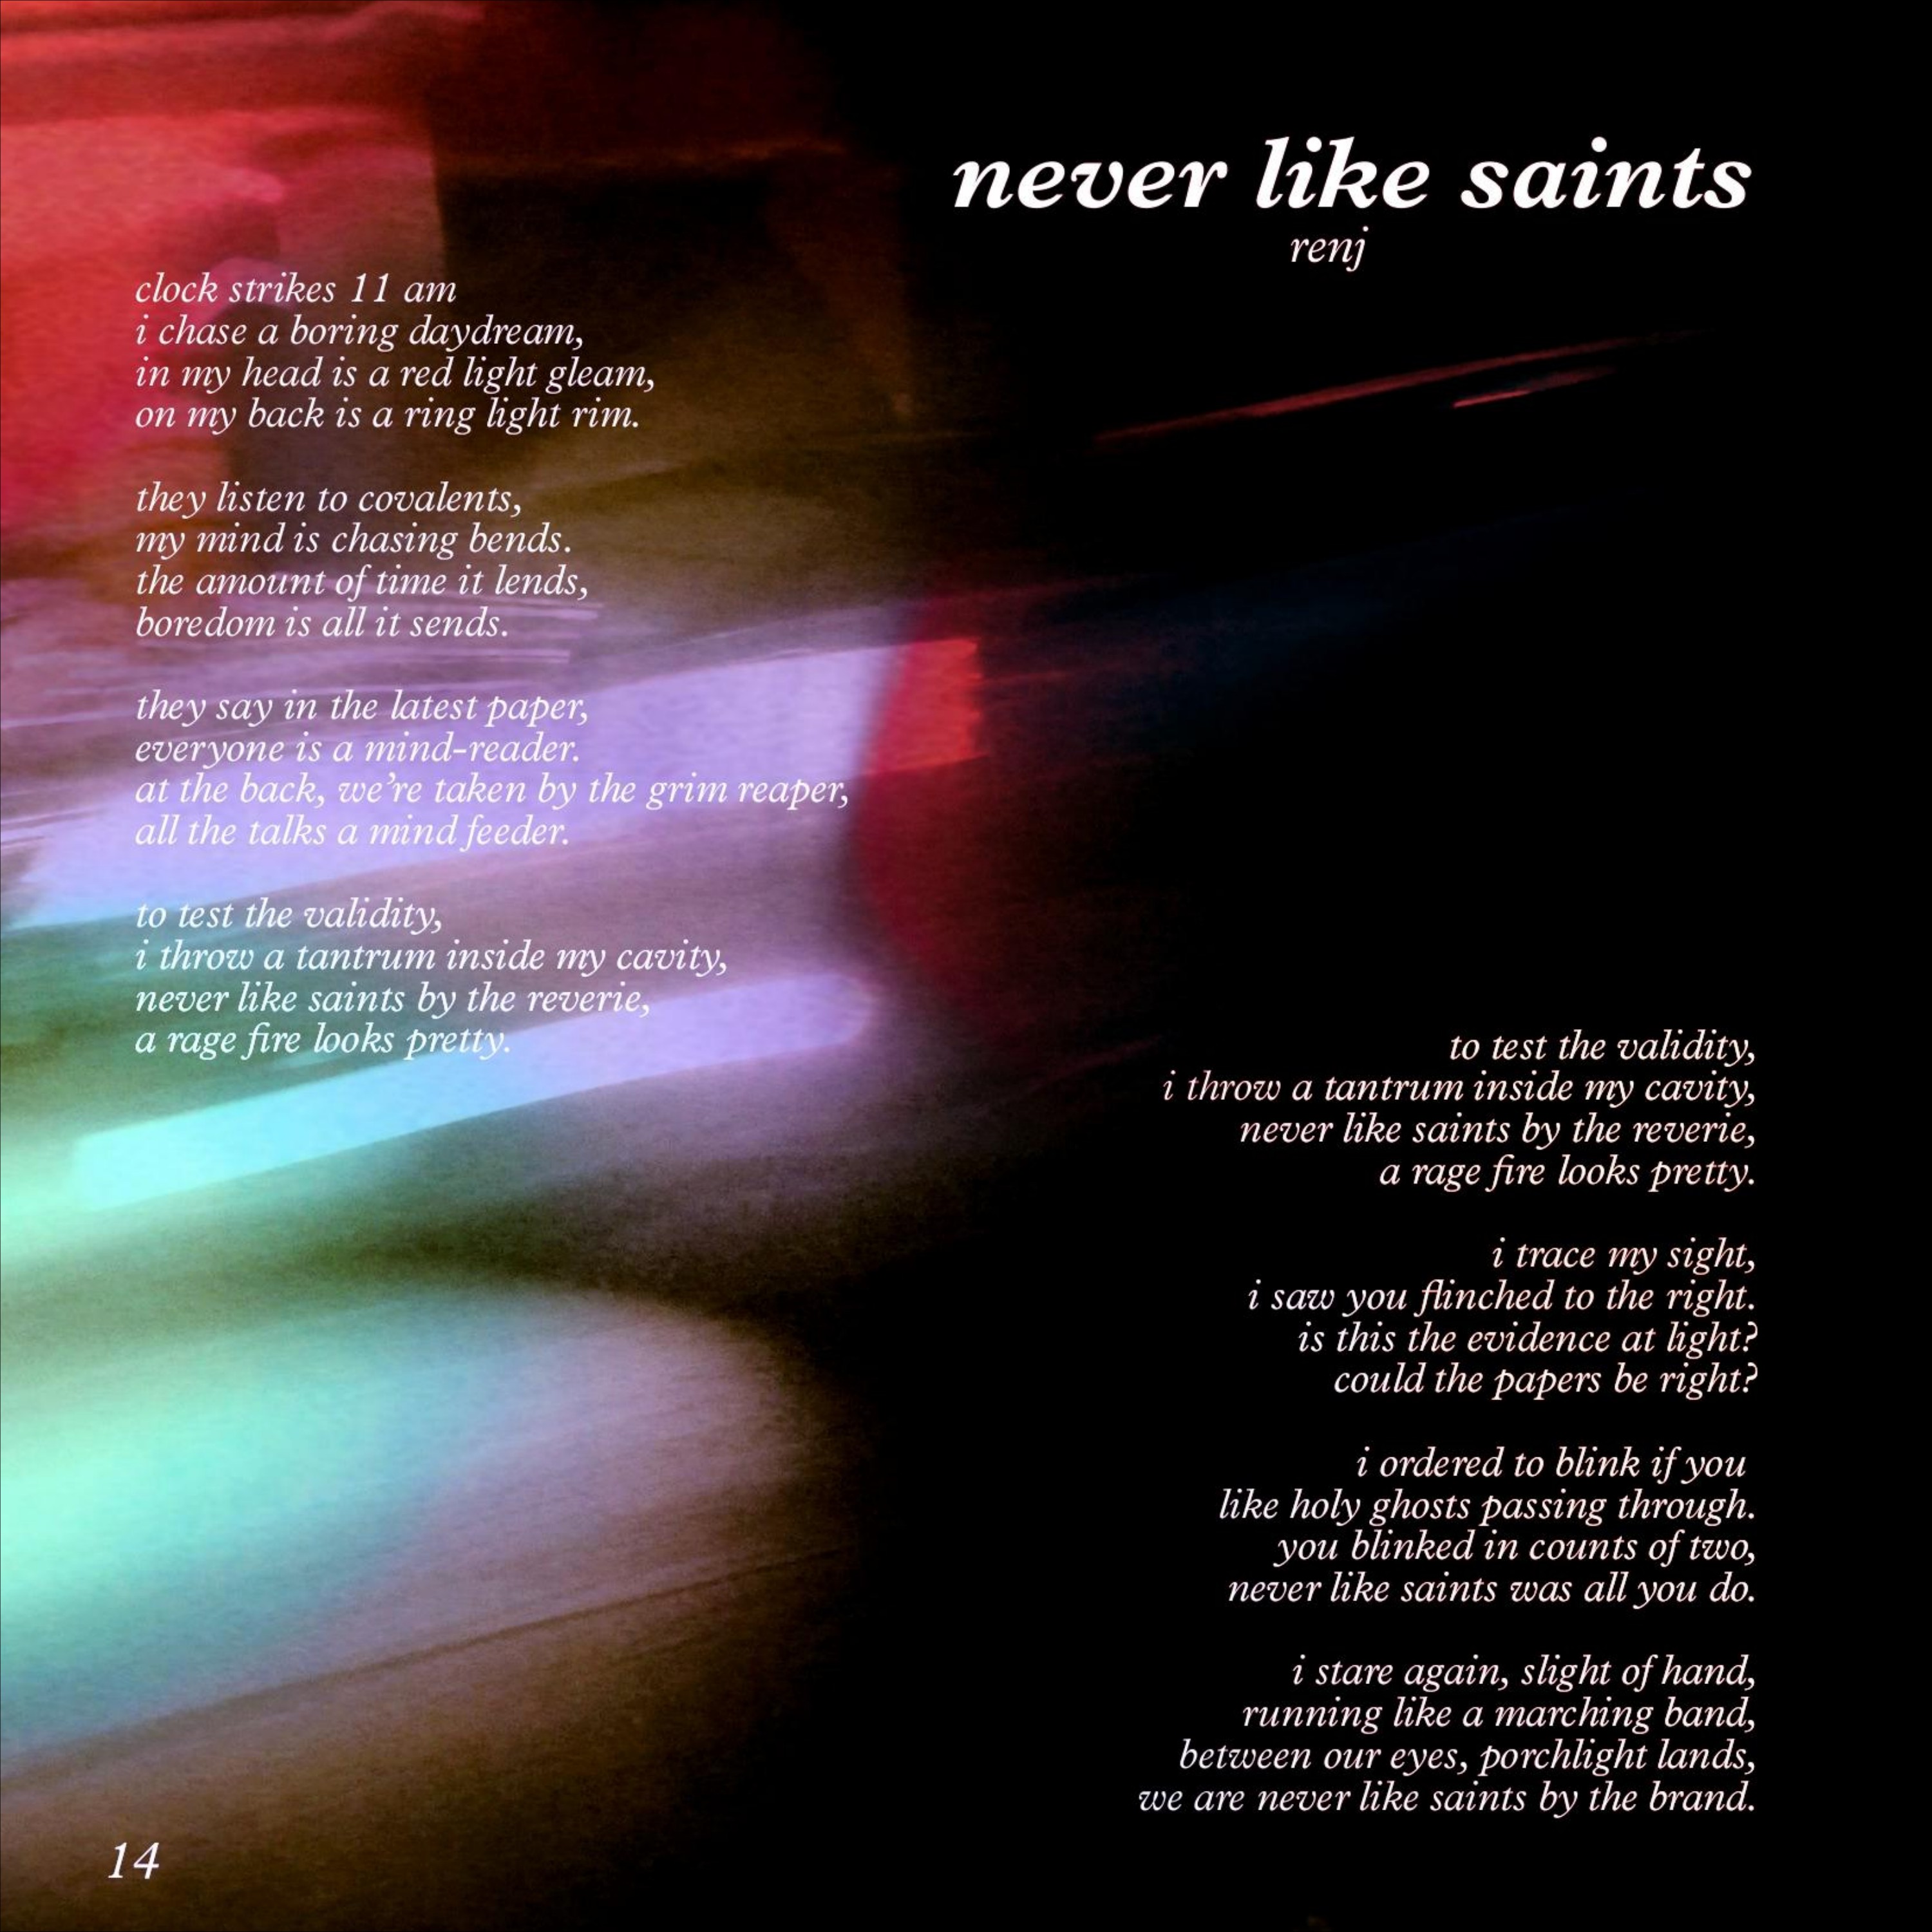 never like saints
renj
clock strikes 11 am
i chase a boring daydream,
in my head is a red light gleam,
on my back is a ring light rim.
they listen to covalents,
my mind is chasing bends.
the amount of time it lends,
boredom is all it sends.
they say in the latest paper,
everyone is a mind-reader.
at the back, we’re taken by the grim reaper,
all the talks a mind feeder.
to test the validity,
i throw a tantrum inside my cavity,
never like saints by the reverie,
a rage fire looks pretty.
to test the validity,
i throw a tantrum inside my cavity,
never like saints by the reverie,
a rage fire looks pretty.
i trace my sight,
i saw you flinched to the right.
is this the evidence at light?
could the papers be right?
i ordered to blink if you
like holy ghosts passing through.
you blinked in counts of two,
never like saints was all you do.
i stare again, slight of hand,
running like a marching band,
between our eyes, porchlight lands,
we are never like saints by the brand.
14